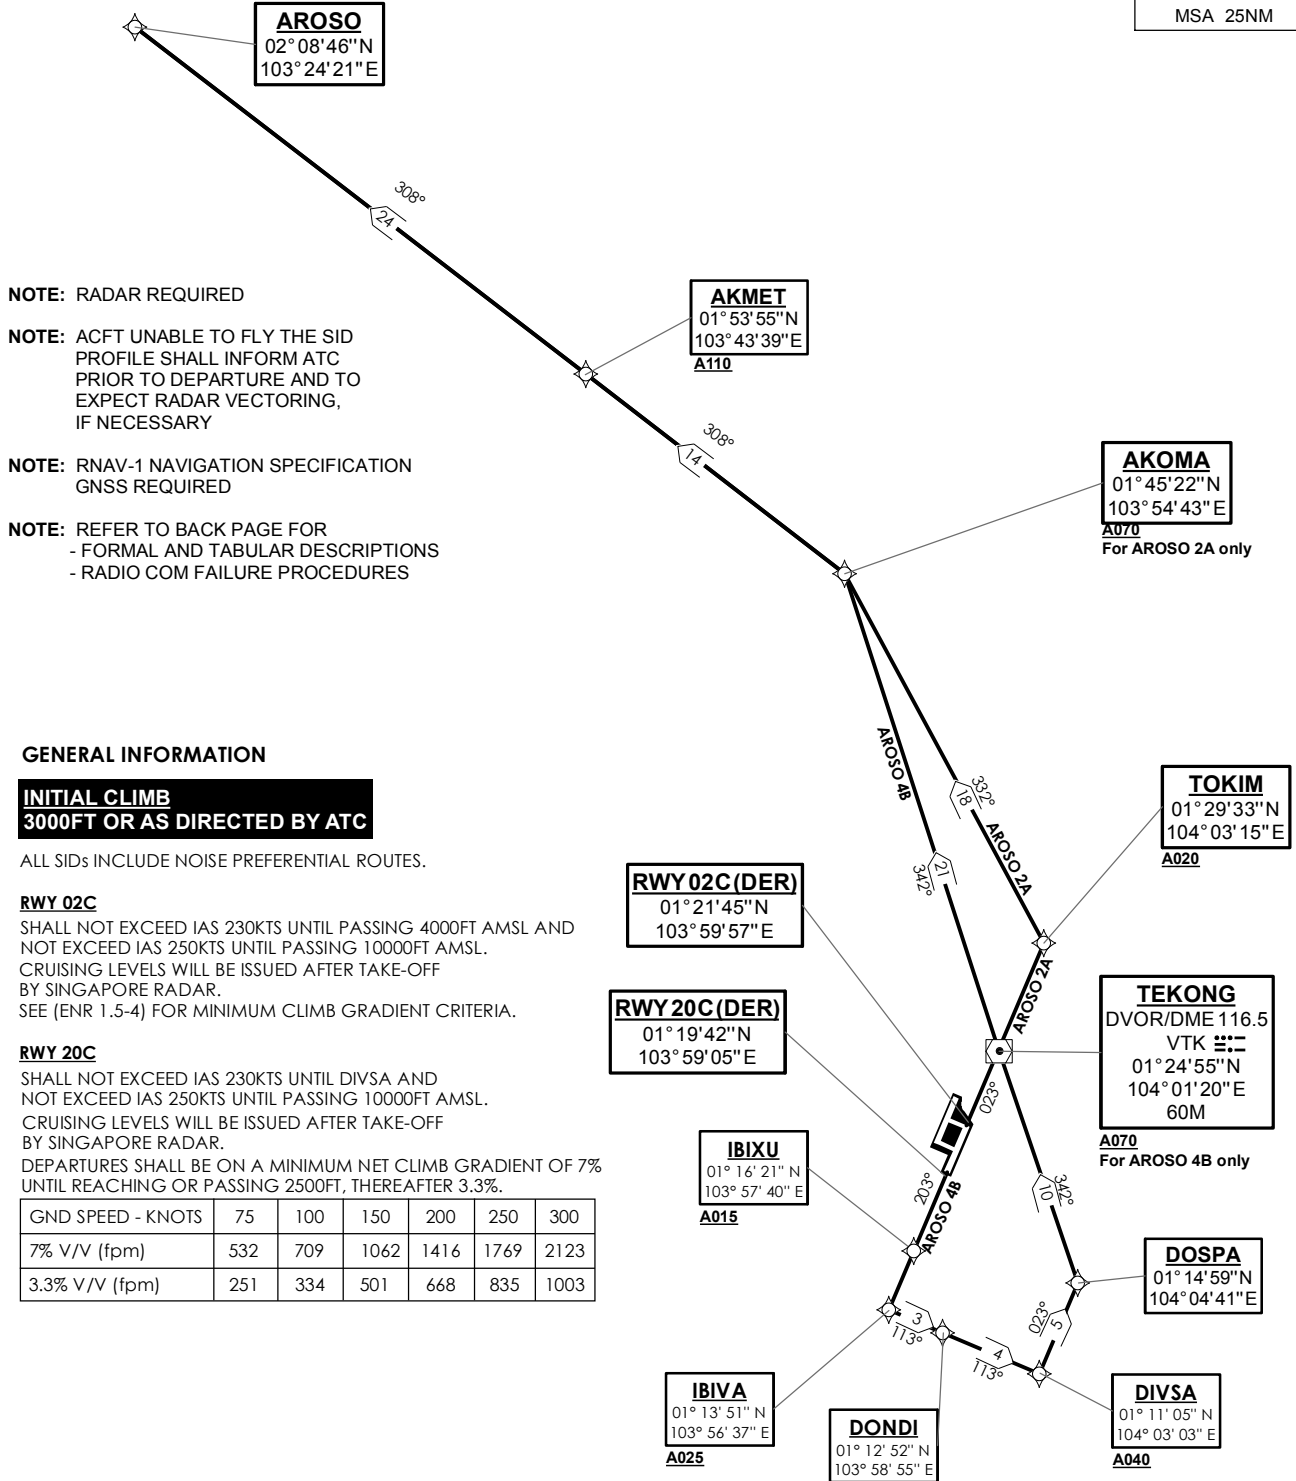 MSA 25NM
AROSO
02°08'46"N
103°24'21"E
308°
24
NOTE: RADAR REQUIRED
NOTE: ACFT UNABLE TO FLY THE SID
PROFILE SHALL INFORM ATC
PRIOR TO DEPARTURE AND TO
EXPECT RADAR VECTORING,
IF NECESSARY
NOTE: RNAV-1 NAVIGATION SPECIFICATION
GNSS REQUIRED
NOTE: REFER TO BACK PAGE FOR
- FORMAL AND TABULAR DESCRIPTIONS
- RADIO COM FAILURE PROCEDURES
AKMET
01°53'55"N
103°43'39"E
A110
308°
14
AKOMA
01°45'22"N
103°54'43"E
A070
For AROSO 2A only
AROSO 4B
21
342°
332°
18
AROSO 2A
TOKIM
01°29'33"N
104°03'15"E
A020
GENERAL INFORMATION
INITIAL CLIMB
3000FT OR AS DIRECTED BY ATC
ALL SIDs INCLUDE NOISE PREFERENTIAL ROUTES.
RWY 02C
SHALL NOT EXCEED IAS 230KTS UNTIL PASSING 4000FT AMSL AND
NOT EXCEED IAS 250KTS UNTIL PASSING 10000FT AMSL.
CRUISING LEVELS WILL BE ISSUED AFTER TAKE-OFF
BY SINGAPORE RADAR.
SEE (ENR 1.5-4) FOR MINIMUM CLIMB GRADIENT CRITERIA.
RWY 20C
SHALL NOT EXCEED IAS 230KTS UNTIL DIVSA AND
NOT EXCEED IAS 250KTS UNTIL PASSING 10000FT AMSL.
CRUISING LEVELS WILL BE ISSUED AFTER TAKE-OFF
BY SINGAPORE RADAR.
DEPARTURES SHALL BE ON A MINIMUM NET CLIMB GRADIENT OF 7%
UNTIL REACHING OR PASSING 2500FT, THEREAFTER 3.3%.
GND SPEED - KNOTS 75 100 150 200 250 300
7% V/V (fpm) 532 709 1062 1416 1769 2123
3.3% V/V (fpm) 251 334 501 668 835 1003
RWY 02C(DER)
01°21'45"N
103°59'57"E
RWY 20C(DER)
01°19'42"N
103°59'05"E
AROSO 2A
TEKONG
DVOR/DME 116.5
VTK
01°24'55"N
104°01'20"E
60M
A070
For AROSO 4B only
023°
IBIXU
01° 16' 21" N
103° 57' 40" E
A015
203°
AROSO 4B
342°
10
DOSPA
01°14'59"N
104°04'41"E
3
113°
4
113°
023°
5
IBIVA
01° 13' 51" N
103° 56' 37" E
A025
DONDI
01° 12' 52" N
103° 58' 55" E
DIVSA
01° 11' 05" N
104° 03' 03" E
A040